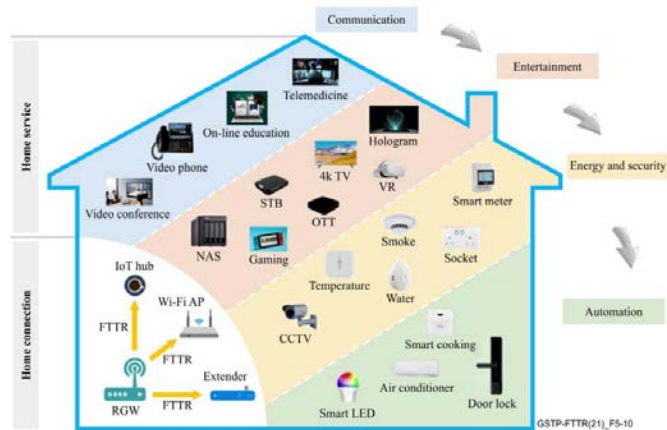 Communication
Entertainment
Energy and security
Automation
Home service
Home connection
Telemedicine
On-line education
Video phone
Video conference
Hologram
4k TV
VR
STB
OTT
NAS
Gaming
Smart meter
Smoke
Socket
Temperature
Water
CCTV
Smart cooking
Air conditioner
Smart LED
Door lock
IoT hub
Wi-Fi AP
FTTR
FTTR
Extender
FTTR
RGW
GSTP-FTTR(21)_F5-10